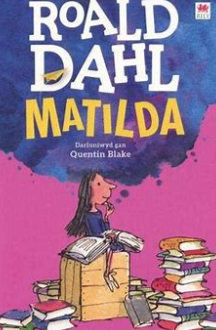 ROALD
DAHL
MATILDA
Darluniwyd gan
Quentin Blake